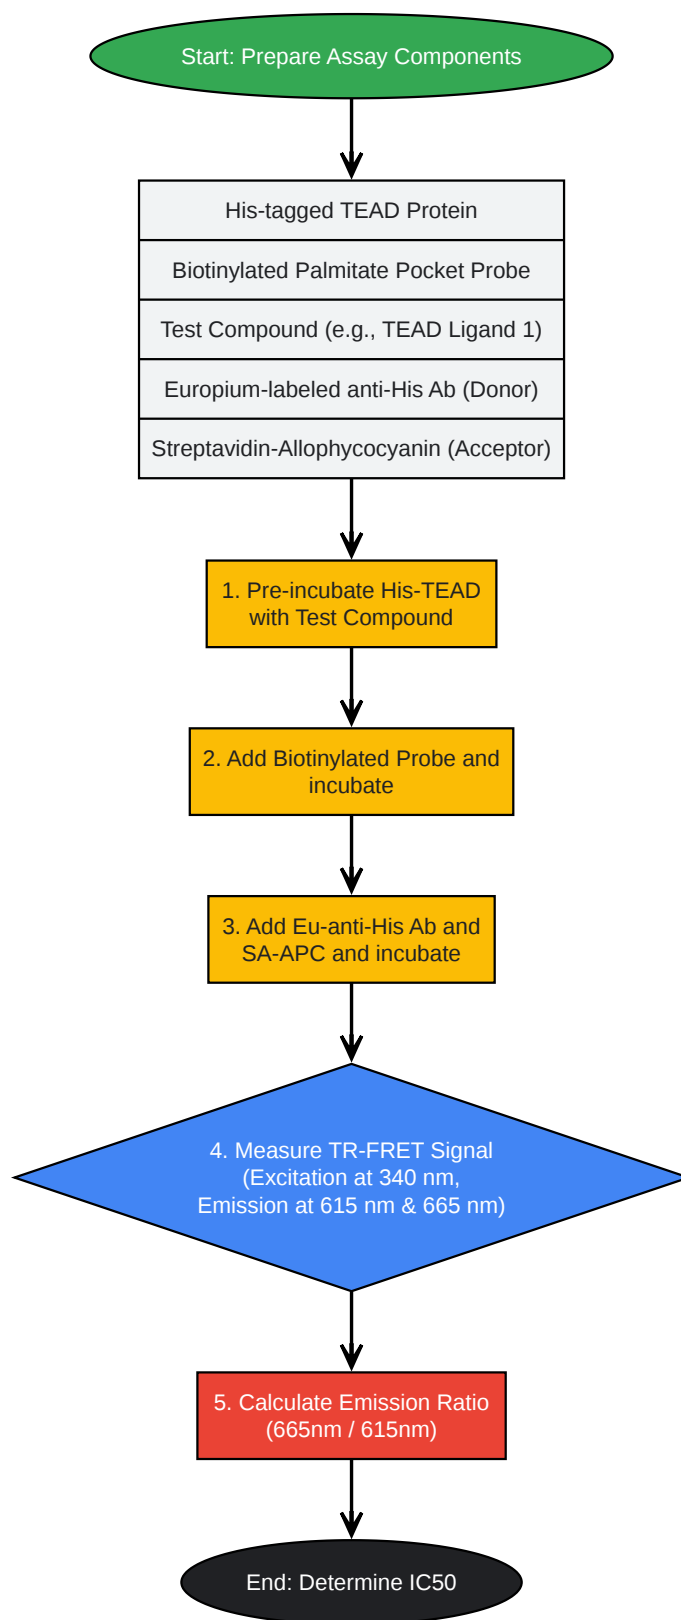 Start: Prepare Assay Components
His-tagged TEAD Protein
Biotinylated Palmitate Pocket Probe
Test Compound (e.g., TEAD Ligand 1)
Europium-labeled anti-His Ab (Donor)
Streptavidin-Allophycocyanin (Acceptor)
1. Pre-incubate His-TEAD
with Test Compound
2. Add Biotinylated Probe and
incubate
3. Add Eu-anti-His Ab and
SA-APC and incubate
4. Measure TR-FRET Signal
(Excitation at 340 nm,
Emission at 615 nm & 665 nm)
5. Calculate Emission Ratio
(665nm / 615nm)
End: Determine IC50